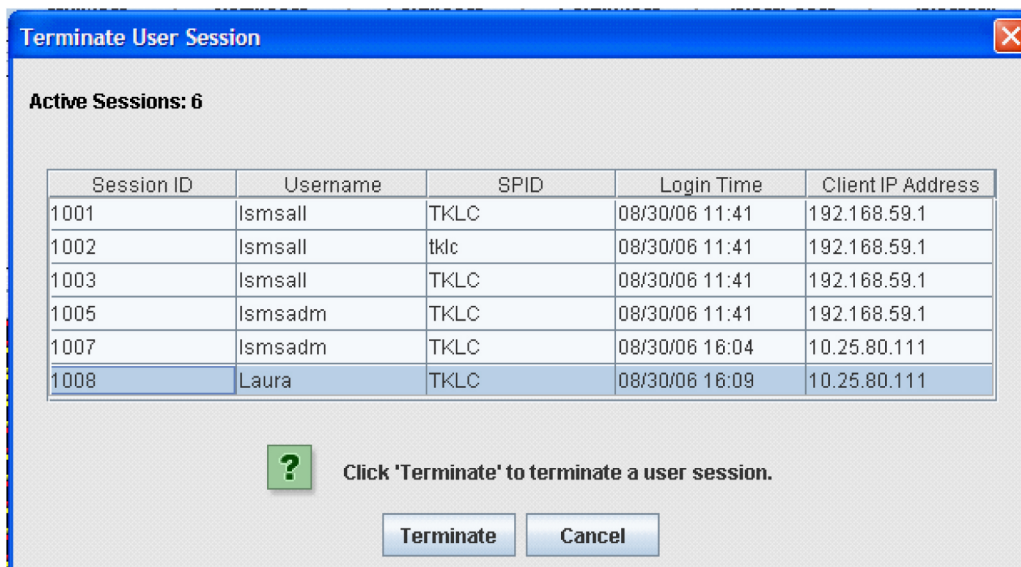 Terminate User Session
Active Sessions: 6
Session ID Username SPID Login Time Client IP Address
1001 lsmsall TKLC 08/30/06 11:41 192.168.59.1
1002 lsmsall tklc 08/30/06 11:41 192.168.59.1
1003 lsmsall TKLC 08/30/06 11:41 192.168.59.1
1005 lsmsadm TKLC 08/30/06 11:41 192.168.59.1
1007 lsmsadm TKLC 08/30/06 16:04 10.25.80.111
1008 Laura TKLC 08/30/06 16:09 10.25.80.111
? Click 'Terminate' to terminate a user session.
Terminate Cancel